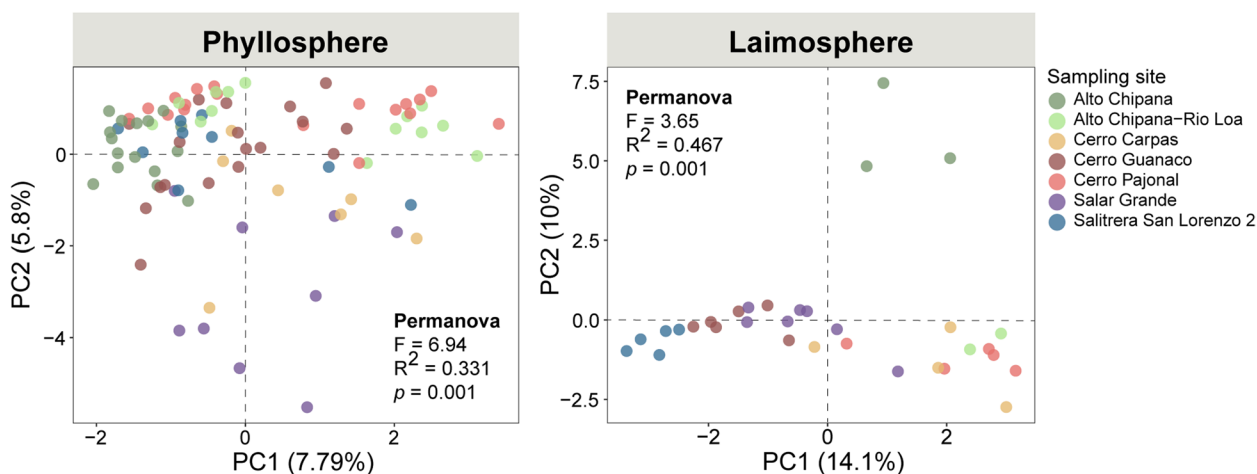 Phyllosphere
PC2 (5.8%)
0
−2
−4
Permanova
F = 6.94
R² = 0.331
p = 0.001
−2
0
2
PC1 (7.79%)
Laimosphere
PC2 (10%)
7.5
5.0
2.5
0.0
−2.5
Permanova
F = 3.65
R² = 0.467
p = 0.001
−2
0
2
PC1 (14.1%)
Sampling site
Alto Chipana
Alto Chipana−Rio Loa
Cerro Carpas
Cerro Guanaco
Cerro Pajonal
Salar Grande
Salitrera San Lorenzo 2